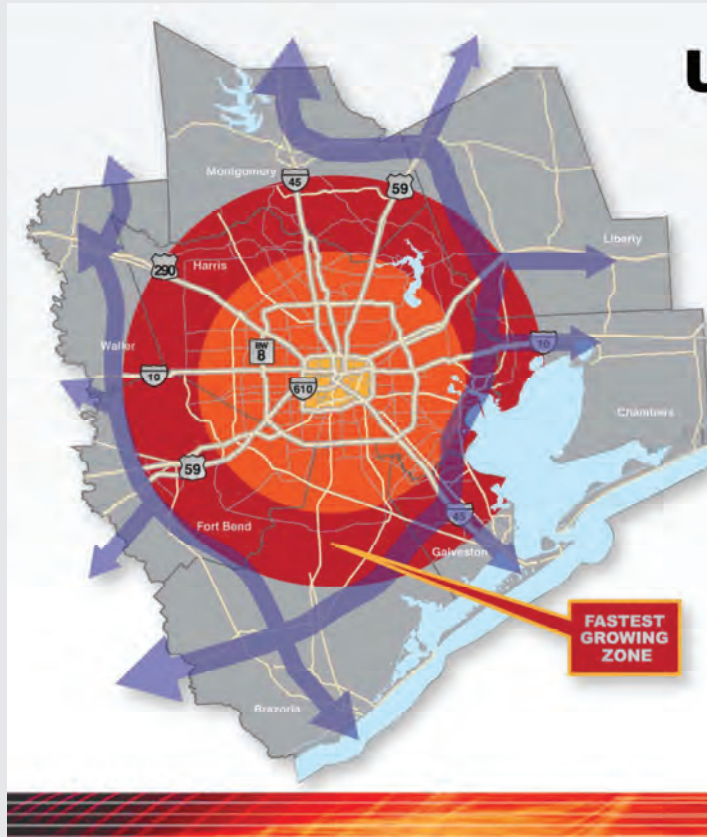 U
Montgomery
45
59
Liberty
290
Harris
Waller
BW
8
10
10
610
Chambers
59
45
Fort Bend
Galveston
FASTEST
GROWING
ZONE
Brazoria